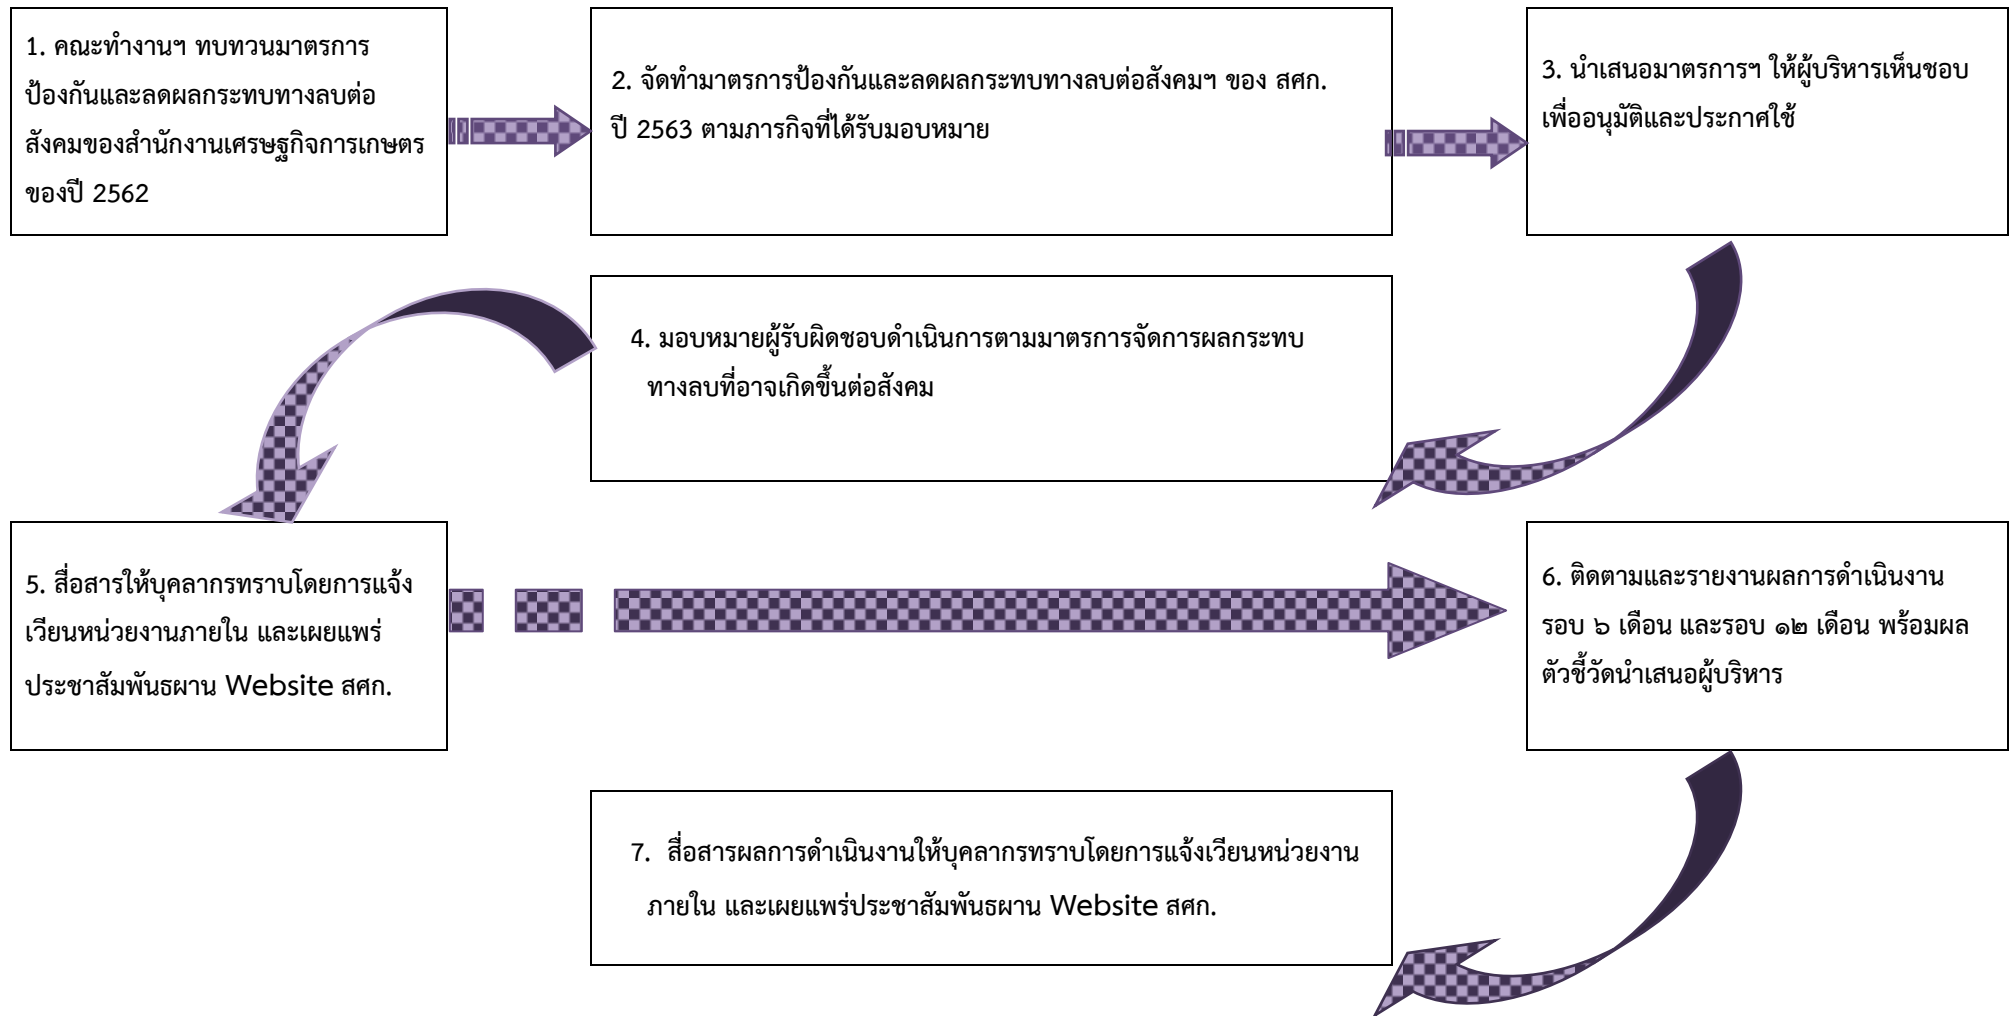 1. คณะทำงานฯ ทบทวนมาตรการ
ป้องกันและลดผลกระทบทางลบต่อ
สังคมของสำนักงานเศรษฐกิจการเกษตร
ของปี 2562
2. จัดทำมาตรการป้องกันและลดผลกระทบทางลบต่อสังคมฯ ของ สศก.
ปี 2563 ตามภารกิจที่ได้รับมอบหมาย
3. นำเสนอมาตรการฯ ให้ผู้บริหารเห็นชอบ
เพื่ออนุมัติและประกาศใช้
4. มอบหมายผู้รับผิดชอบดำเนินการตามมาตรการจัดการผลกระทบ
ทางลบที่อาจเกิดขึ้นต่อสังคม
5. สื่อสารให้บุคลากรทราบโดยการแจ้ง
เวียนหน่วยงานภายใน และเผยแพร่
ประชาสัมพันธผาน Website สศก.
6. ติดตามและรายงานผลการดำเนินงาน
รอบ ๖ เดือน และรอบ ๑๒ เดือน พร้อมผล
ตัวชี้วัดนำเสนอผู้บริหาร
7. สื่อสารผลการดำเนินงานให้บุคลากรทราบโดยการแจ้งเวียนหน่วยงาน
ภายใน และเผยแพร่ประชาสัมพันธผาน Website สศก.